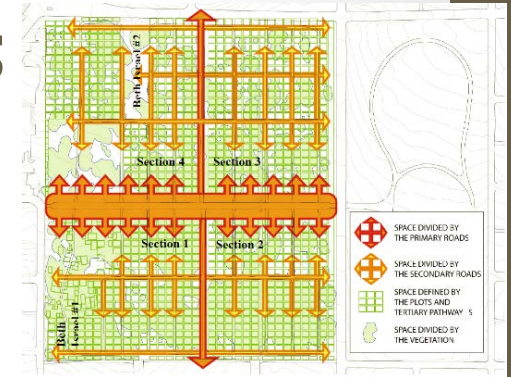 5
Beth Israel #2
Section 4
Section 3
Section 1
Section 2
Beth
Israel #1
SPACE DIVIDED BY
THE PRIMARY ROADS
SPACE DIVIDED BY
THE SECONDARY ROADS
SPACE DEFINED BY
THE PLOTS AND
TERTIARY PATHWAY S
SPACE DIVIDED BY
THE VEGETATION